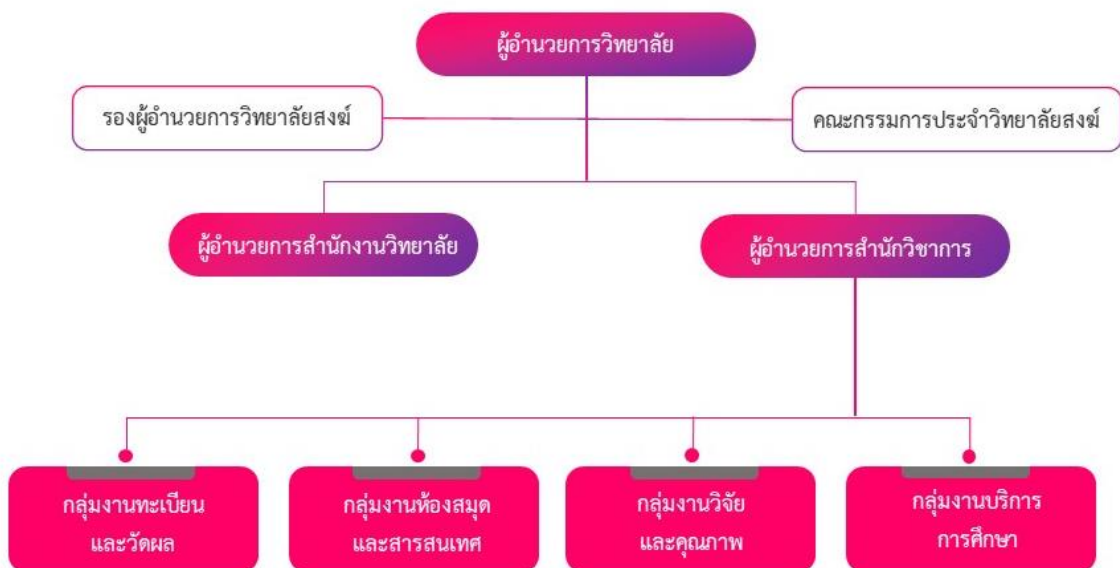 ผู้อำนวยการวิทยาลัย
รองผู้อำนวยการวิทยาลัยสงฆ์
คณะกรรมการประจำวิทยาลัยสงฆ์
ผู้อำนวยการสำนักงานวิทยาลัย
ผู้อำนวยการสำนักวิชาการ
กลุ่มงานทะเบียน
และวัดผล
กลุ่มงานห้องสมุด
และสารสนเทศ
กลุ่มงานวิจัย
และคุณภาพ
กลุ่มงานบริการ
การศึกษา